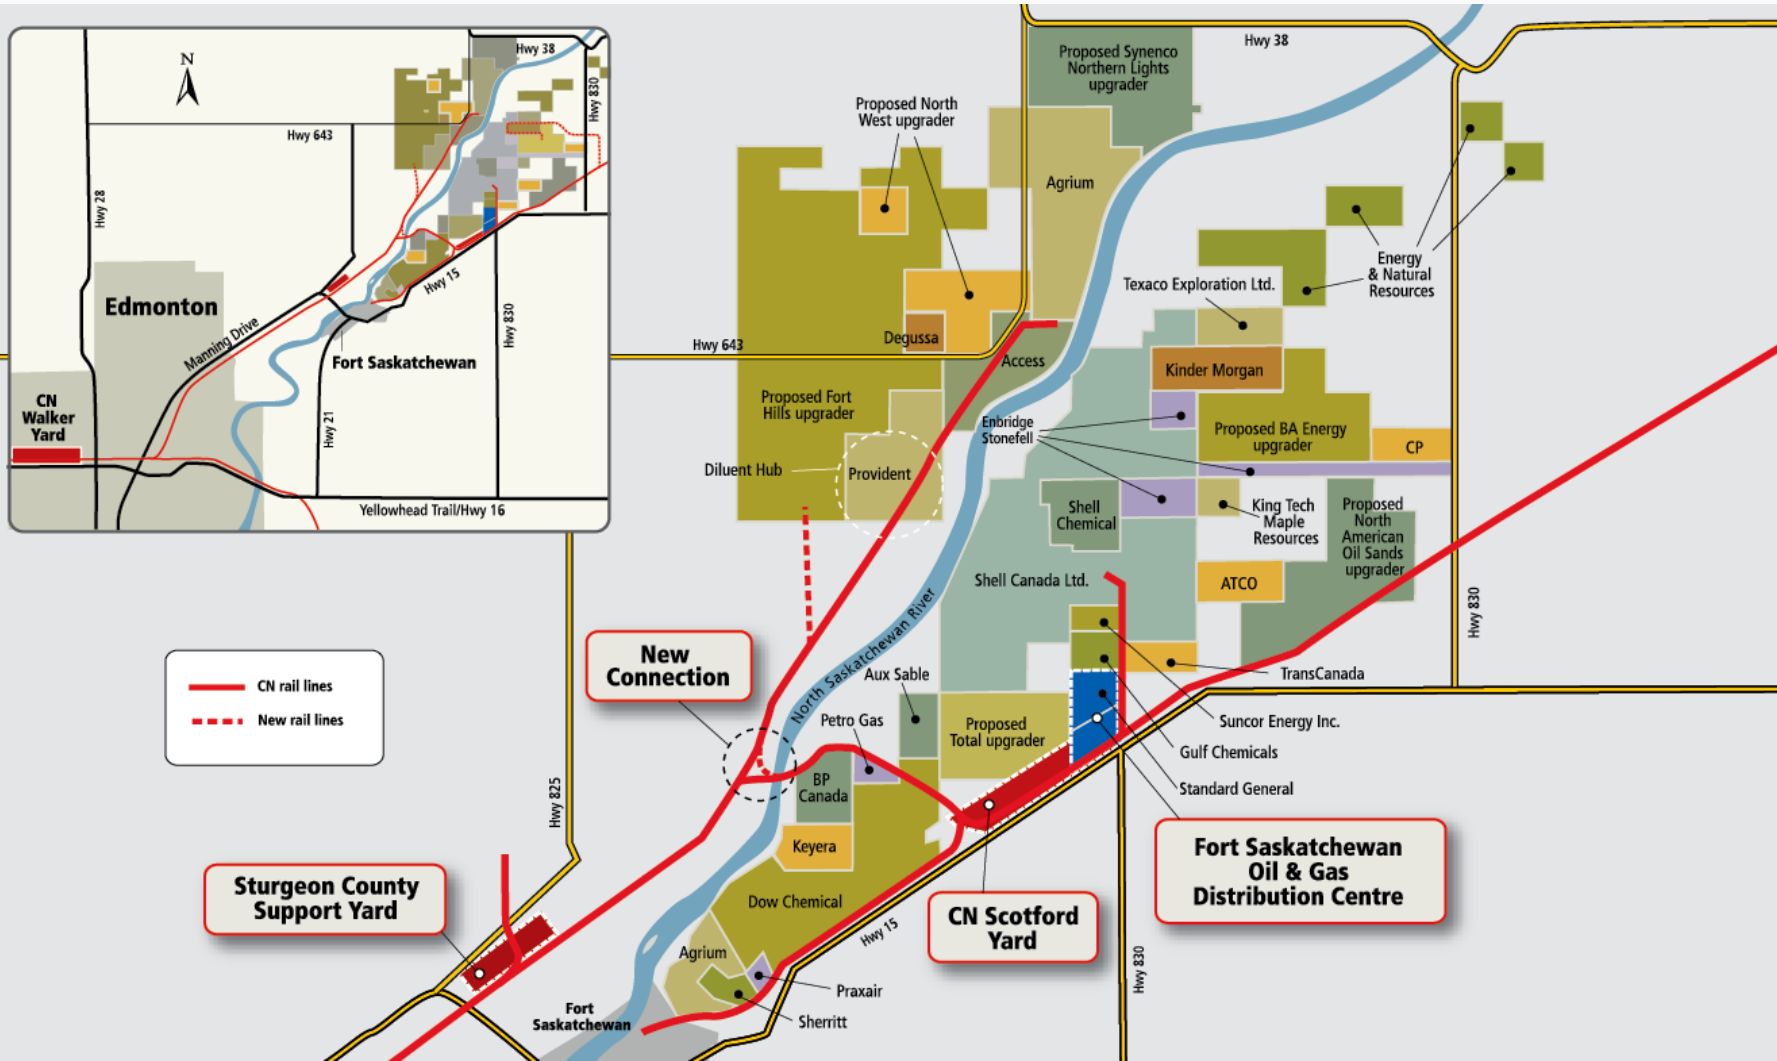 N
Hwy 38
Hwy 830
Hwy 643
Hwy 28
Edmonton
Manning Drive
Hwy 15
Hwy 830
Fort Saskatchewan
CN
Walker
Yard
Hwy 21
Yellowhead Trail/Hwy 16
Proposed Synenco
Northern Lights
upgrader
Hwy 38
Proposed North
West upgrader
Agrium
Energy
& Natural
Resources
Texaco Exploration Ltd.
Degussa
Hwy 643
Access
Kinder Morgan
Proposed Fort
Hills upgrader
Enbridge
Stonefell
Proposed BA Energy
upgrader
CP
Diluent Hub
Provident
Shell
Chemical
King Tech
Maple
Resources
Proposed
North
American
Oil Sands
upgrader
Shell Canada Ltd.
ATCO
Hwy 830
North Saskatchewan River
New
Connection
CN rail lines
New rail lines
Aux Sable
TransCanada
Petro Gas
Proposed
Total upgrader
Suncor Energy Inc.
Gulf Chemicals
Standard General
BP
Canada
Hwy 825
Keyera
Fort Saskatchewan
Oil & Gas
Distribution Centre
Sturgeon County
Support Yard
Dow Chemical
CN Scotford
Yard
Hwy 15
Agrium
Hwy 830
Praxair
Sherritt
Fort
Saskatchewan